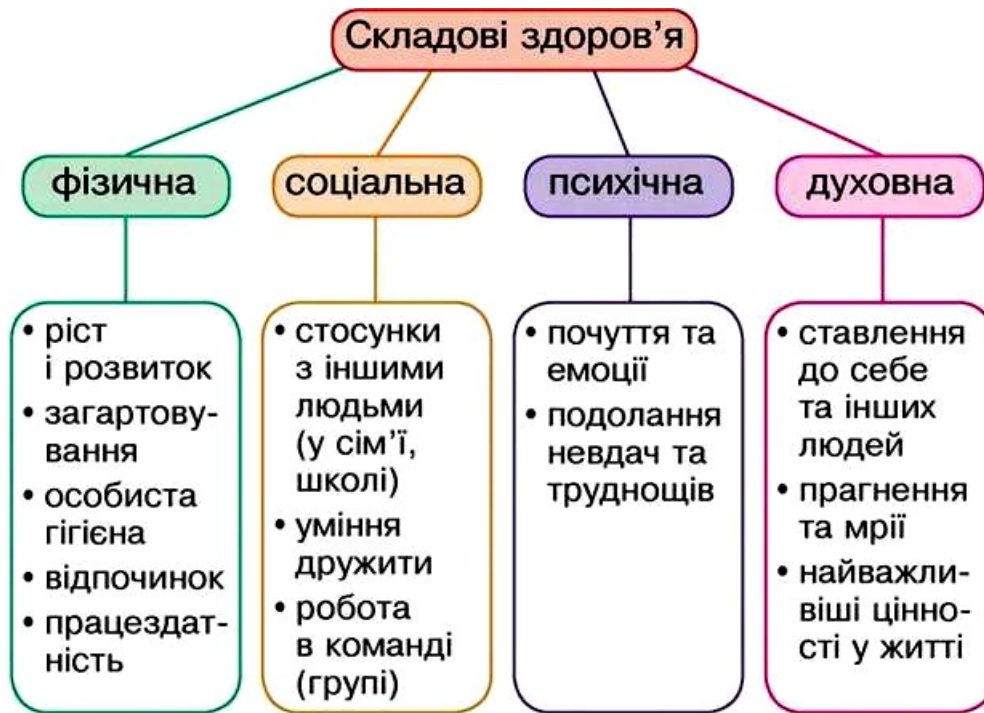 Складові здоров’я
фізична
соціальна
психічна
духовна
• ріст
і розвиток
• загартову-
вання
• особиста
гігієна
• відпочинок
• працездат-
ність
• стосунки
з іншими
людьми
(у сім’ї,
школі)
• уміння
дружити
• робота
в команді
(групі)
• почуття та
емоції
• подолання
невдач та
труднощів
• ставлення
до себе
та інших
людей
• прагнення
та мрії
• найважли-
віші цінно-
сті у житті